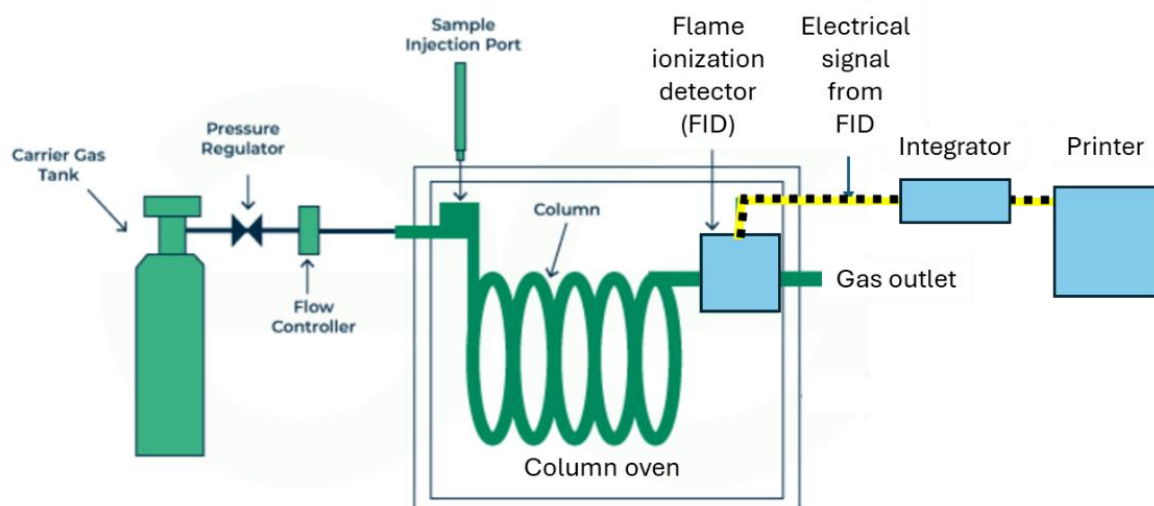 Sample
Injection Port
Flame
ionization
detector
(FID)
Electrical
signal
from
FID
Pressure
Regulator
Carrier Gas
Tank
Integrator
Printer
Column
Gas outlet
Flow
Controller
Column oven